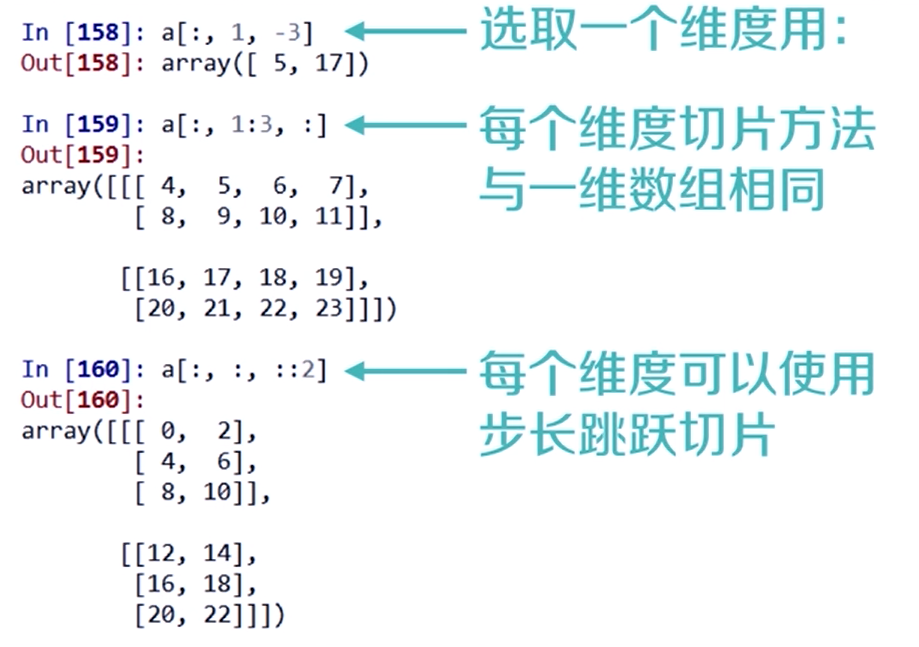 In [158]: a[:, 1, -3]
选取一个维度用：
Out[158]: array([ 5, 17])
In [159]: a[:, 1:3, :]
每个维度切片方法
与一维数组相同
Out[159]:
array([[[ 4,  5,  6,  7],
        [ 8,  9, 10, 11]],
       [[16, 17, 18, 19],
        [20, 21, 22, 23]]])
In [160]: a[:, :, ::2]
每个维度可以使用
步长跳跃切片
Out[160]:
array([[[ 0,  2],
        [ 4,  6],
        [ 8, 10]],
       [[12, 14],
        [16, 18],
        [20, 22]]])